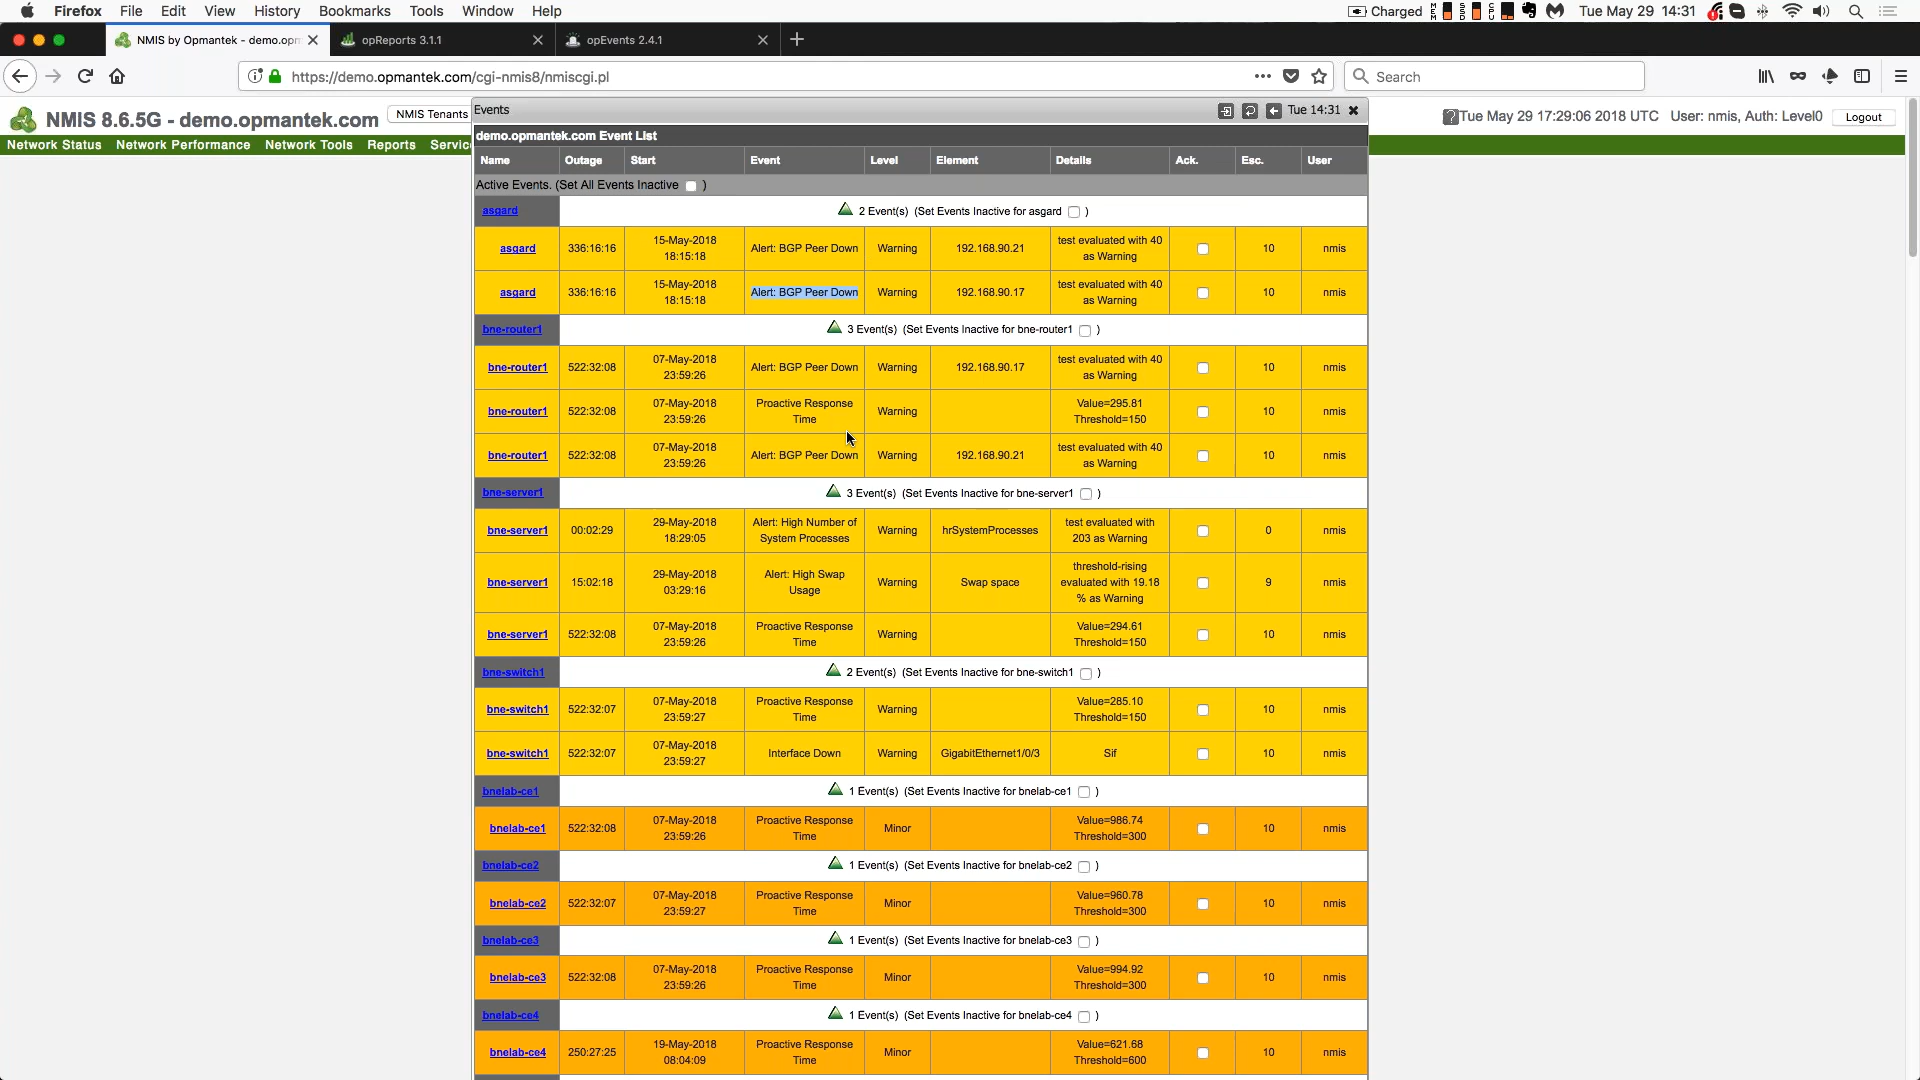 Firefox File Edit View History Bookmarks Tools Window Help Charged Tue May 29 14:31
NMIS by Opmantek - demo.opm opReports 3.1.1 opEvents 2.4.1
https://demo.opmantek.com/cgi-nmis8/nmiscgi.pl Search
NMIS 8.6.5G - demo.opmantek.com NMIS Tenants Tue May 29 17:29:06 2018 UTC User: nmis, Auth: Level0 Logout
Network Status Network Performance Network Tools Reports Servic
Events Tue 14:31
demo.opmantek.com Event List
Name Outage Start Event Level Element Details Ack. Esc. User
Active Events. (Set All Events Inactive )
asgard 2 Event(s) (Set Events Inactive for asgard )
asgard 336:16:16 15-May-2018 18:15:18 Alert: BGP Peer Down Warning 192.168.90.21 test evaluated with 40 as Warning 10 nmis
asgard 336:16:16 15-May-2018 18:15:18 Alert: BGP Peer Down Warning 192.168.90.17 test evaluated with 40 as Warning 10 nmis
bne-router1 3 Event(s) (Set Events Inactive for bne-router1 )
bne-router1 522:32:08 07-May-2018 23:59:26 Alert: BGP Peer Down Warning 192.168.90.17 test evaluated with 40 as Warning 10 nmis
bne-router1 522:32:08 07-May-2018 23:59:26 Proactive Response Time Warning Value=295.81 Threshold=150 10 nmis
bne-router1 522:32:08 07-May-2018 23:59:26 Alert: BGP Peer Down Warning 192.168.90.21 test evaluated with 40 as Warning 10 nmis
bne-server1 3 Event(s) (Set Events Inactive for bne-server1 )
bne-server1 00:02:29 29-May-2018 18:29:05 Alert: High Number of System Processes Warning hrSystemProcesses test evaluated with 203 as Warning 0 nmis
bne-server1 15:02:18 29-May-2018 03:29:16 Alert: High Swap Usage Warning Swap space threshold-rising evaluated with 19.18 % as Warning 9 nmis
bne-server1 522:32:08 07-May-2018 23:59:26 Proactive Response Time Warning Value=294.61 Threshold=150 10 nmis
bne-switch1 2 Event(s) (Set Events Inactive for bne-switch1 )
bne-switch1 522:32:07 07-May-2018 23:59:27 Proactive Response Time Warning Value=285.10 Threshold=150 10 nmis
bne-switch1 522:32:07 07-May-2018 23:59:27 Interface Down Warning GigabitEthernet1/0/3 Sif 10 nmis
bnelab-ce1 1 Event(s) (Set Events Inactive for bnelab-ce1 )
bnelab-ce1 522:32:08 07-May-2018 23:59:26 Proactive Response Time Minor Value=986.74 Threshold=300 10 nmis
bnelab-ce2 1 Event(s) (Set Events Inactive for bnelab-ce2 )
bnelab-ce2 522:32:07 07-May-2018 23:59:27 Proactive Response Time Minor Value=960.78 Threshold=300 10 nmis
bnelab-ce3 1 Event(s) (Set Events Inactive for bnelab-ce3 )
bnelab-ce3 522:32:08 07-May-2018 23:59:26 Proactive Response Time Minor Value=994.92 Threshold=300 10 nmis
bnelab-ce4 1 Event(s) (Set Events Inactive for bnelab-ce4 )
bnelab-ce4 250:27:25 19-May-2018 08:04:09 Proactive Response Time Minor Value=621.68 Threshold=600 10 nmis